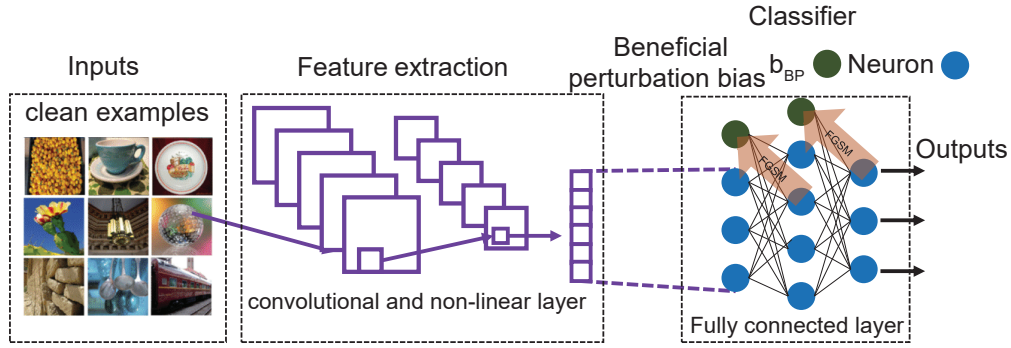 Classifier
Inputs
Feature extraction
Beneficial
perturbation bias b_BP
Neuron
clean examples
FGSM
FGSM
Outputs
convolutional and non-linear layer
Fully connected layer